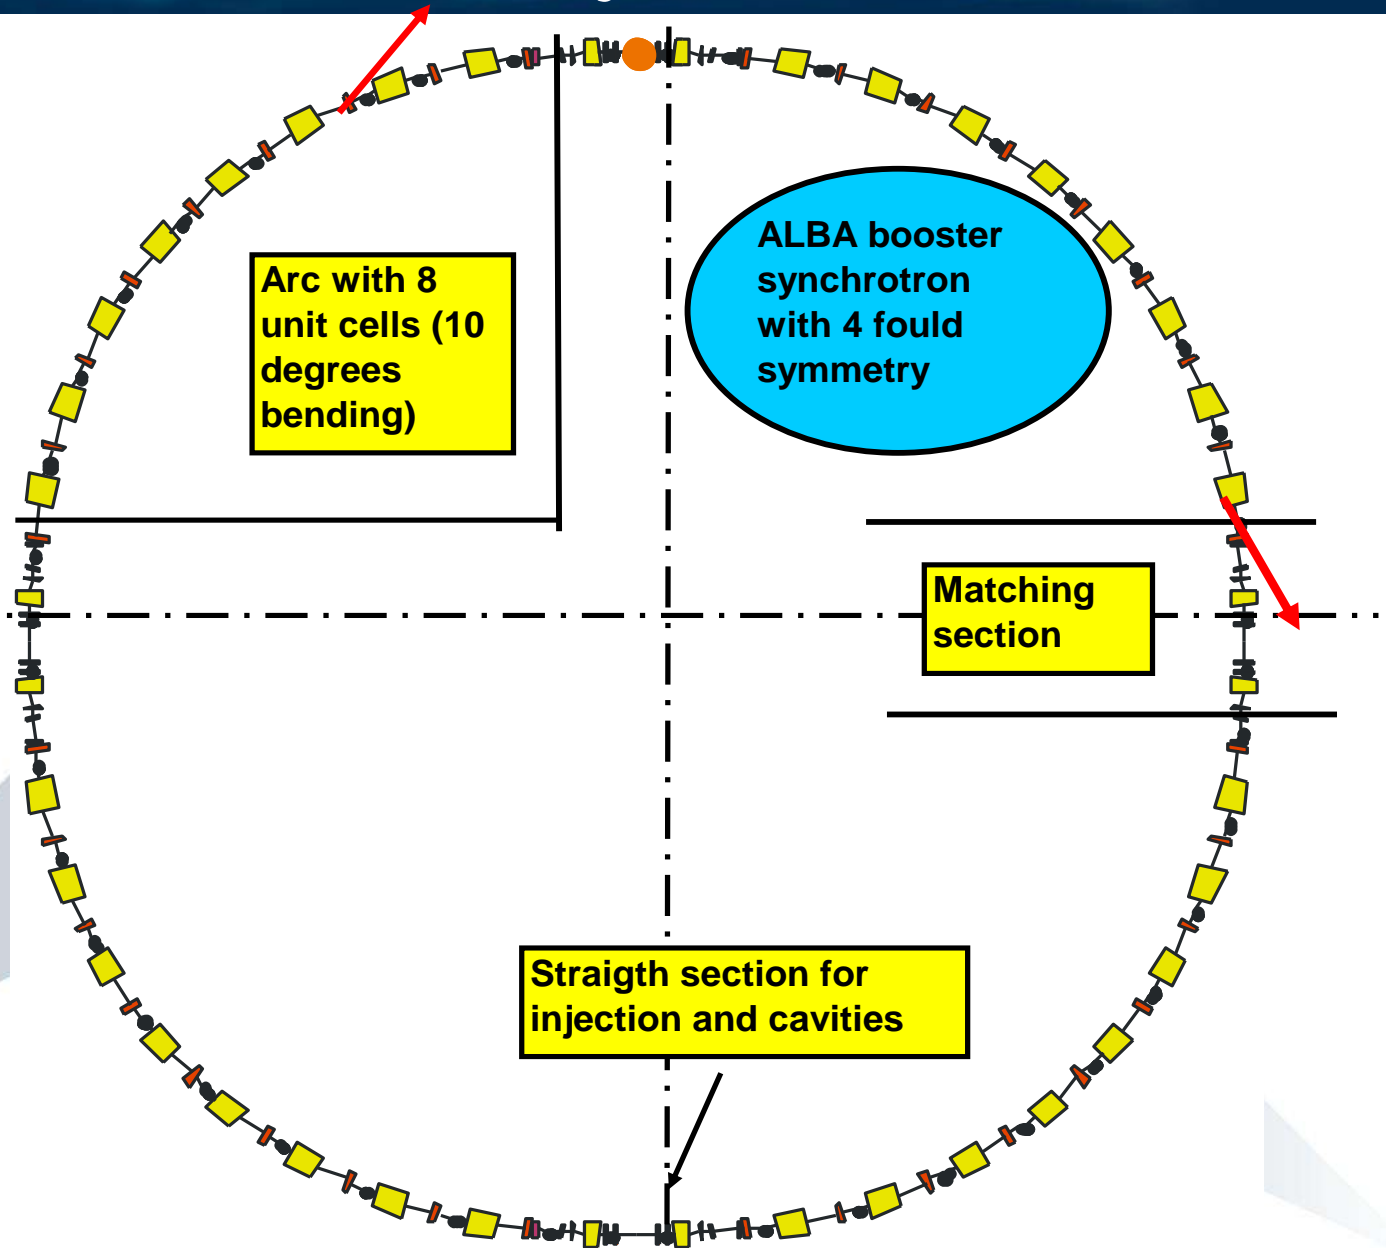 ALBA booster
synchrotron
with 4 fould
symmetry
Arc with 8
unit cells (10
degrees
bending)
Matching
section
Straigth section for
injection and cavities